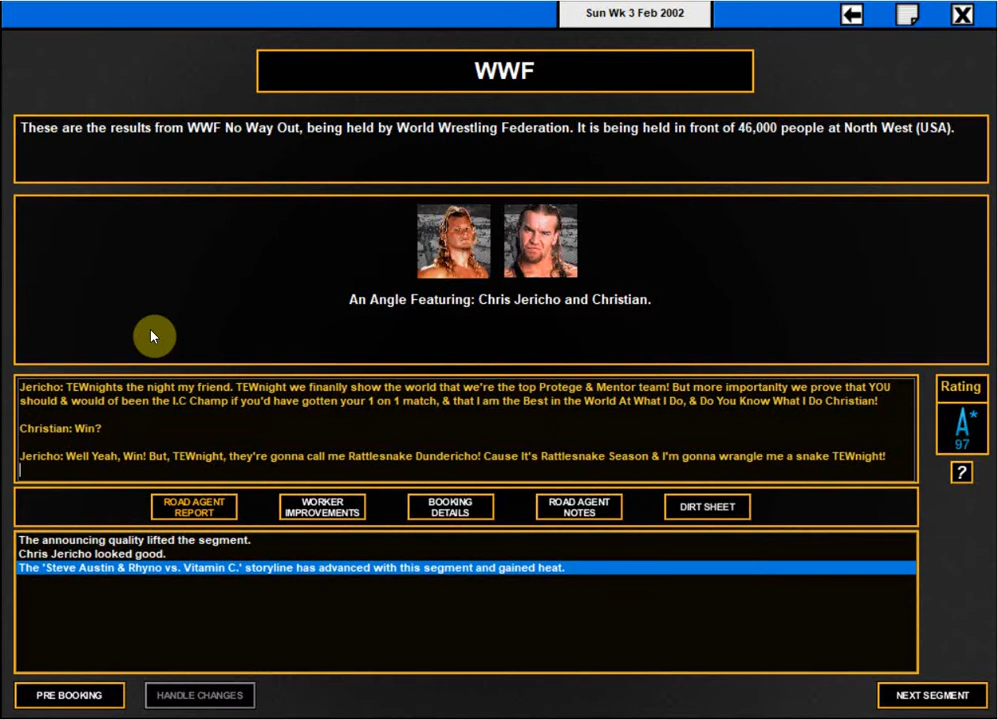 Sun Wk 3 Feb 2002
WWF
These are the results from WWF No Way Out, being held by World Wrestling Federation. It is being held in front of 46,000 people at North West (USA).
An Angle Featuring: Chris Jericho and Christian.
Jericho: TEWnights the night my friend. TEWnight we finanlly show the world that we're the top Protege & Mentor team! But more importanlty we prove that YOU
should & would of been the I.C Champ if you'd have gotten your 1 on 1 match, & that I am the Best in the World At What I Do, & Do You Know What I Do Christian!
Christian: Win?
Jericho: Well Yeah, Win! But, TEWnight, they're gonna call me Rattlesnake Dundericho! Cause It's Rattlesnake Season & I'm gonna wrangle me a snake TEWnight!
Rating
A*
97
?
ROAD AGENT
REPORT
WORKER
IMPROVEMENTS
BOOKING
DETAILS
ROAD AGENT
NOTES
DIRT SHEET
The announcing quality lifted the segment.
Chris Jericho looked good.
The 'Steve Austin & Rhyno vs. Vitamin C.' storyline has advanced with this segment and gained heat.
PRE BOOKING
HANDLE CHANGES
NEXT SEGMENT